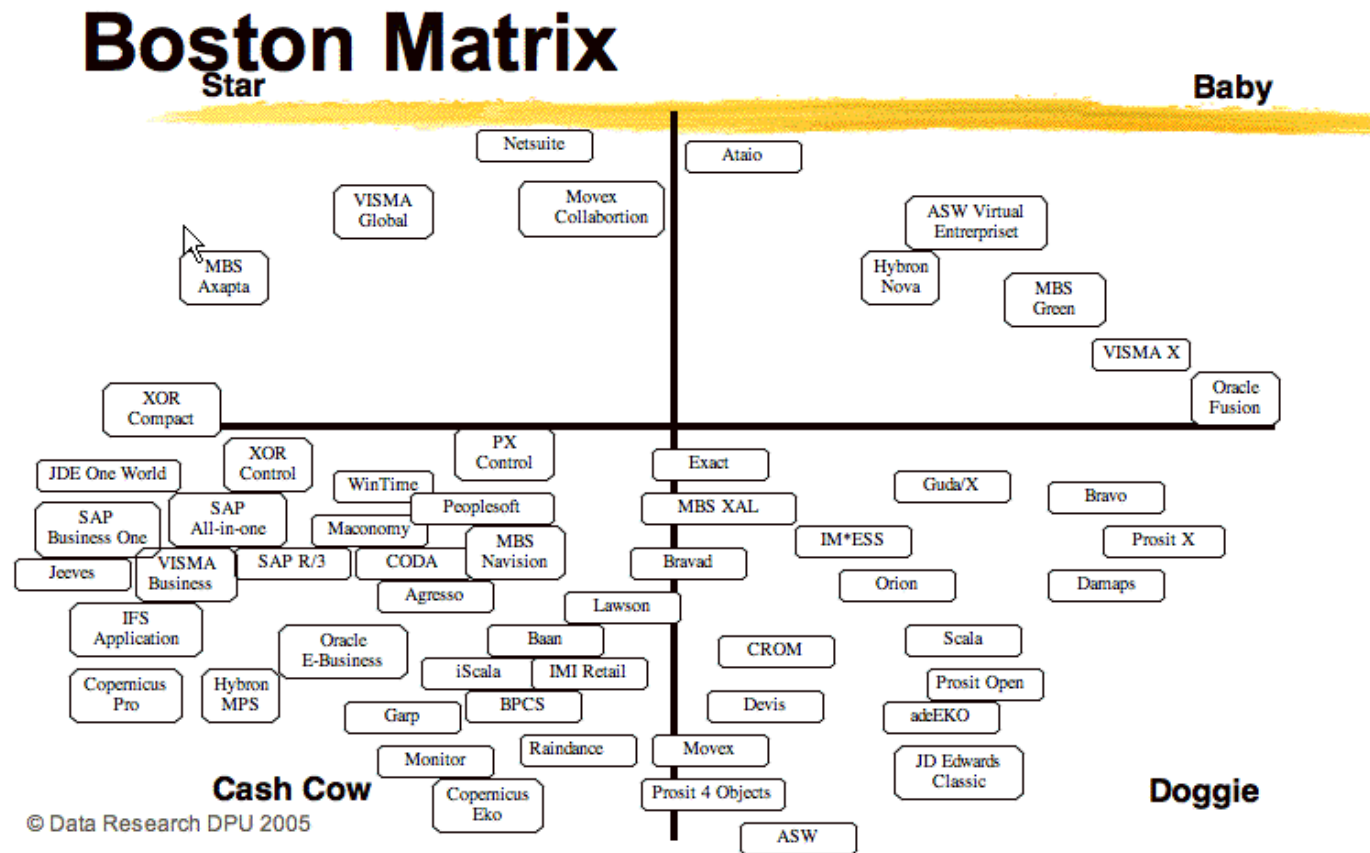 Boston Matrix
Star
Baby
Netsuite
Ataio
VISMA
Global
Movex
Collabortion
ASW Virtual
Entrerpriset
MBS
Axapta
Hybron
Nova
MBS
Green
VISMA X
XOR
Compact
Oracle
Fusion
JDE One World
XOR
Control
PX
Control
Exact
WinTime
Guda/X
Bravo
SAP
Business One
SAP
All-in-one
Peoplesoft
MBS XAL
Maconomy
MBS
Navision
IM*ESS
Prosit X
Jeeves
VISMA
Business
SAP R/3
CODA
Bravad
Orion
Damaps
Agresso
Lawson
IFS
Application
Oracle
E-Business
Baan
CROM
Scala
iScala
IMI Retail
Copernicus
Pro
Hybron
MPS
Prosit Open
Garp
BPCS
Devis
adeEKO
Monitor
Raindance
Movex
JD Edwards
Classic
Cash Cow
Copernicus
Eko
Prosit 4 Objects
Doggie
© Data Research DPU 2005
ASW